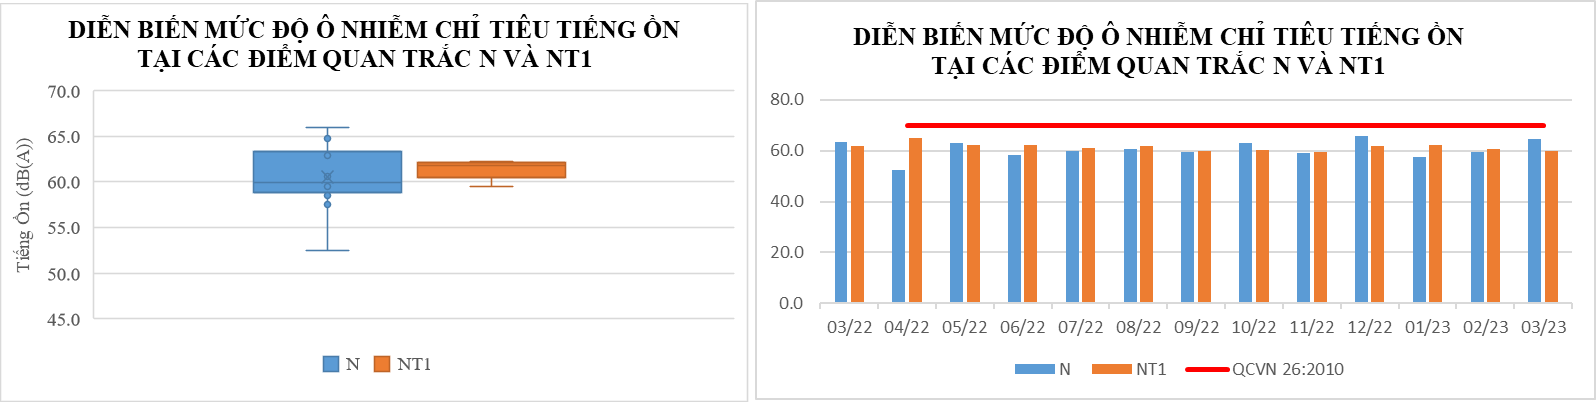 DIỄN BIẾN MỨC ĐỘ Ô NHIỄM CHỈ TIÊU TIẾNG ỒN
TẠI CÁC ĐIỂM QUAN TRẮC N VÀ NT1
70.0
65.0
60.0
55.0
50.0
45.0
Tiếng Ồn (dB(A))
N NT1
DIỄN BIẾN MỨC ĐỘ Ô NHIỄM CHỈ TIÊU TIẾNG ỒN
TẠI CÁC ĐIỂM QUAN TRẮC N VÀ NT1
80.0
60.0
40.0
20.0
0.0
03/22 04/22 05/22 06/22 07/22 08/22 09/22 10/22 11/22 12/22 01/23 02/23 03/23
N NT1 QCVN 26:2010